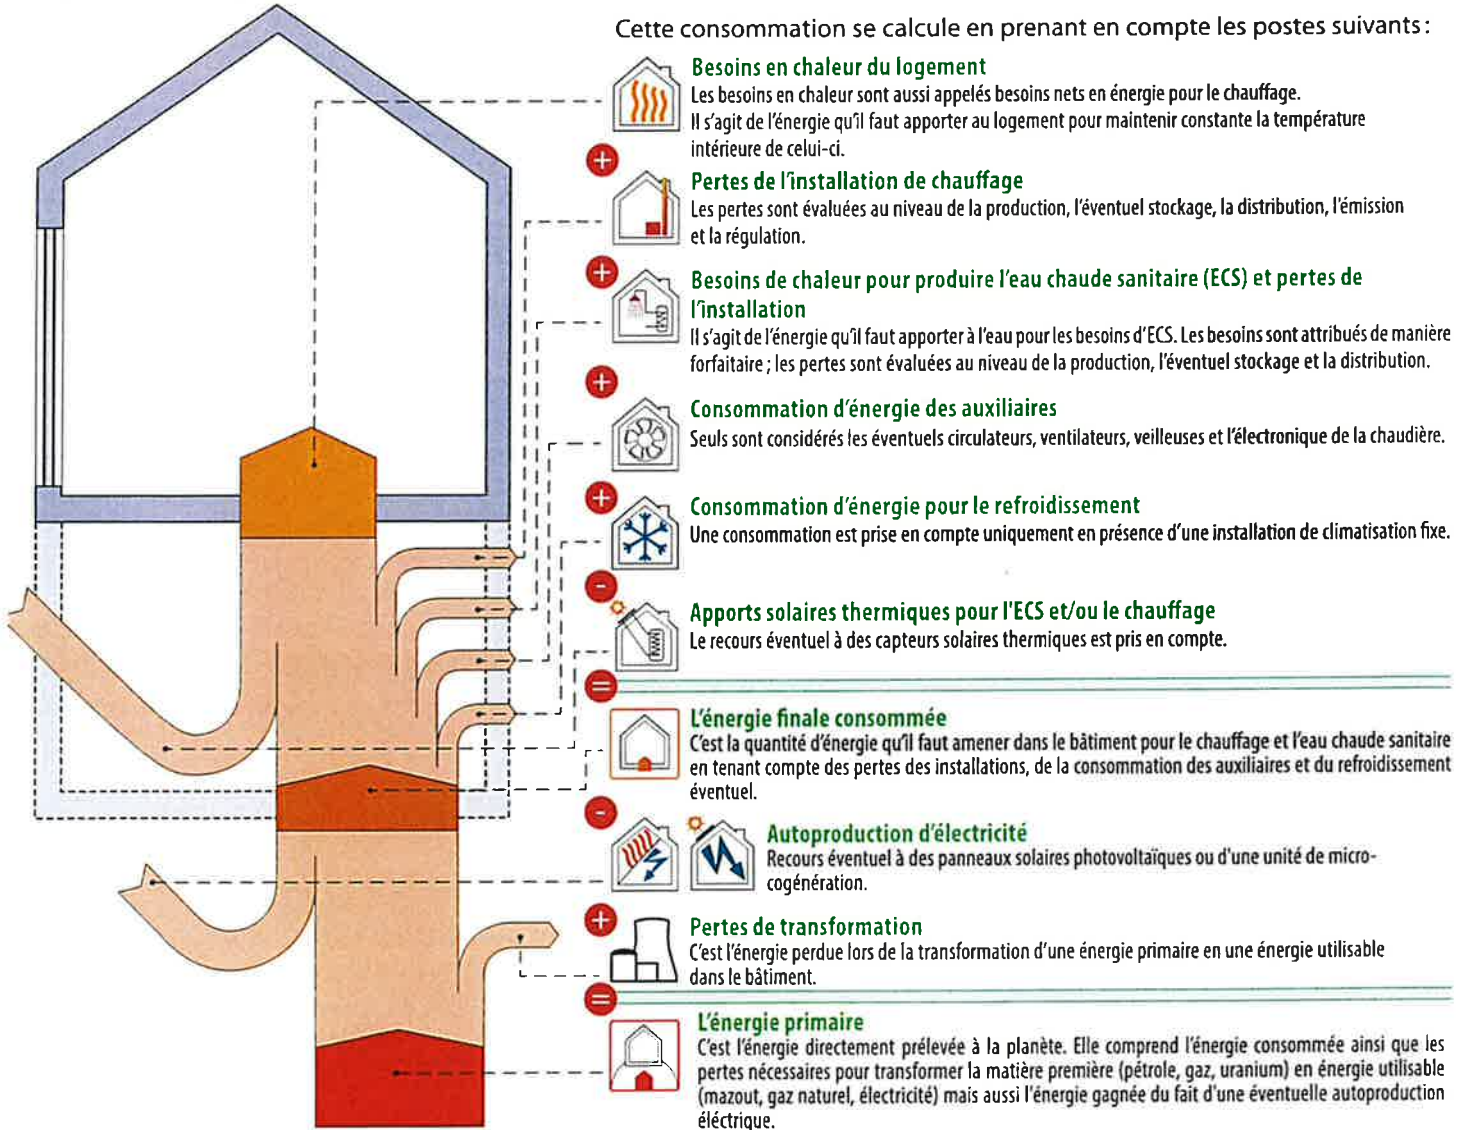 Cette consommation se calcule en prenant en compte les postes suivants :
Besoins en chaleur du logement
Les besoins en chaleur sont aussi appelés besoins nets en énergie pour le chauffage.
Il s'agit de l'énergie qu'il faut apporter au logement pour maintenir constante la température
intérieure de celui-ci.
+
Pertes de l'installation de chauffage
Les pertes sont évaluées au niveau de la production, l'éventuel stockage, la distribution, l'émission
et la régulation.
+
Besoins de chaleur pour produire l'eau chaude sanitaire (ECS) et pertes de
l'installation
Il s'agit de l'énergie qu'il faut apporter à l'eau pour les besoins d'ECS. Les besoins sont attribués de manière
forfaitaire ; les pertes sont évaluées au niveau de la production, l'éventuel stockage et la distribution.
+
Consommation d'énergie des auxiliaires
Seuls sont considérés les éventuels circulateurs, ventilateurs, veilleuses et l'électronique de la chaudière.
+
Consommation d'énergie pour le refroidissement
Une consommation est prise en compte uniquement en présence d'une installation de climatisation fixe.
-
Apports solaires thermiques pour l'ECS et/ou le chauffage
Le recours éventuel à des capteurs solaires thermiques est pris en compte.
=
L'énergie finale consommée
C'est la quantité d'énergie qu'il faut amener dans le bâtiment pour le chauffage et l'eau chaude sanitaire
en tenant compte des pertes des installations, de la consommation des auxiliaires et du refroidissement
éventuel.
-
Autoproduction d'électricité
Recours éventuel à des panneaux solaires photovoltaïques ou d'une unité de micro-
cogénération.
+
Pertes de transformation
C'est l'énergie perdue lors de la transformation d'une énergie primaire en une énergie utilisable
dans le bâtiment.
=
L'énergie primaire
C'est l'énergie directement prélevée à la planète. Elle comprend l'énergie consommée ainsi que les
pertes nécessaires pour transformer la matière première (pétrole, gaz, uranium) en énergie utilisable
(mazout, gaz naturel, électricité) mais aussi l'énergie gagnée du fait d'une éventuelle autoproduction
éléctrique.